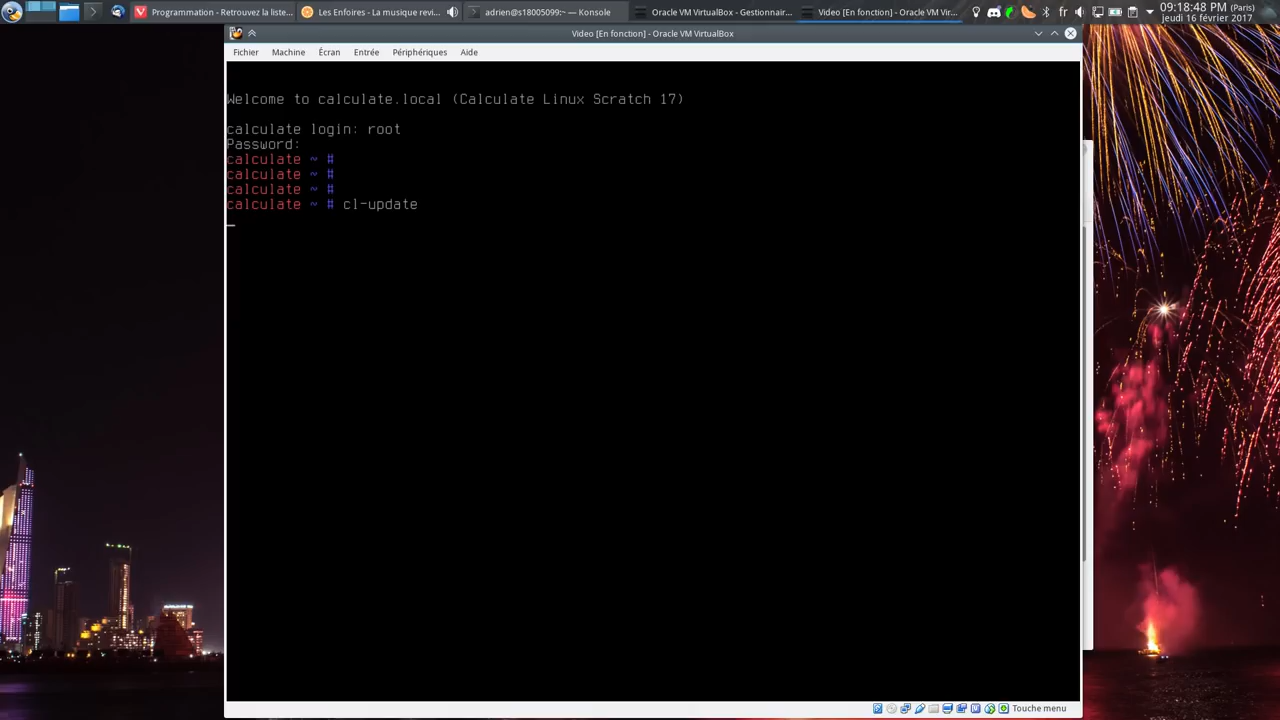 Programmation - Retrouvez la liste...
Les Enfoires - La musique revi...
adrien@s18005099:~ — Konsole
Oracle VM VirtualBox - Gestionnair...
Video [En fonction] - Oracle VM Vir...
fr
09:18:48 PM (Paris)
jeudi 16 février 2017
Video [En fonction] - Oracle VM VirtualBox
Fichier Machine Écran Entrée Périphériques Aide
Welcome to calculate.local (Calculate Linux Scratch 17)
calculate login: root
Password:
calculate ~ #
calculate ~ #
calculate ~ #
calculate ~ # cl-update
_
Touche menu